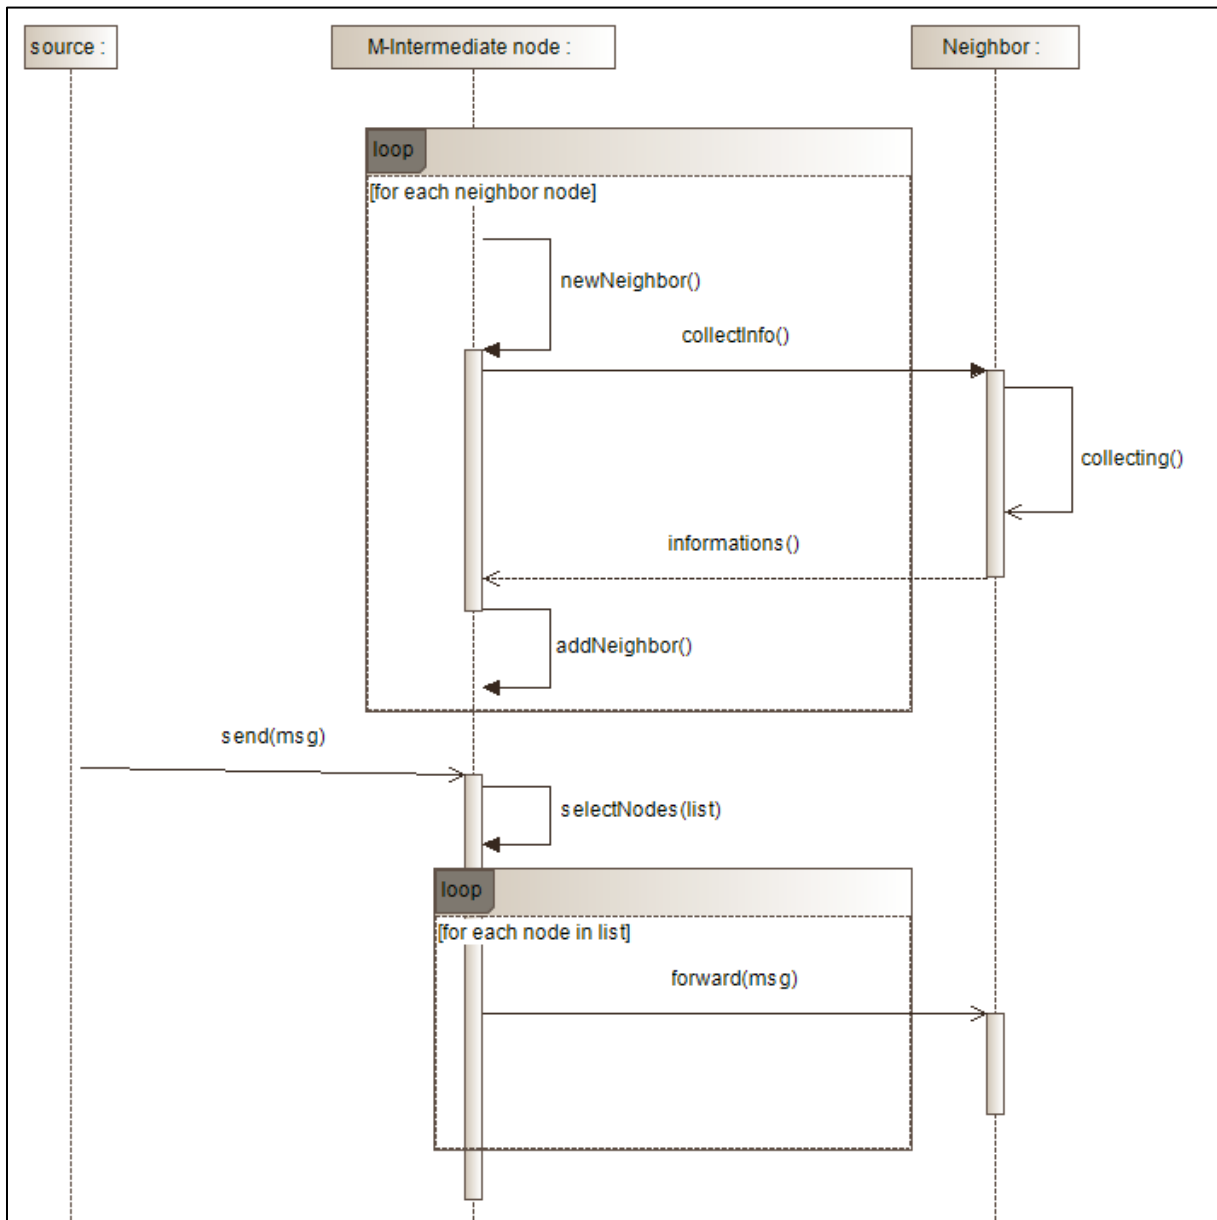 source :
M-Intermediate node :
Neighbor :
loop
[for each neighbor node]
newNeighbor()
collectInfo()
collecting()
informations()
addNeighbor()
send(msg)
selectNodes(list)
loop
[for each node in list]
forward(msg)